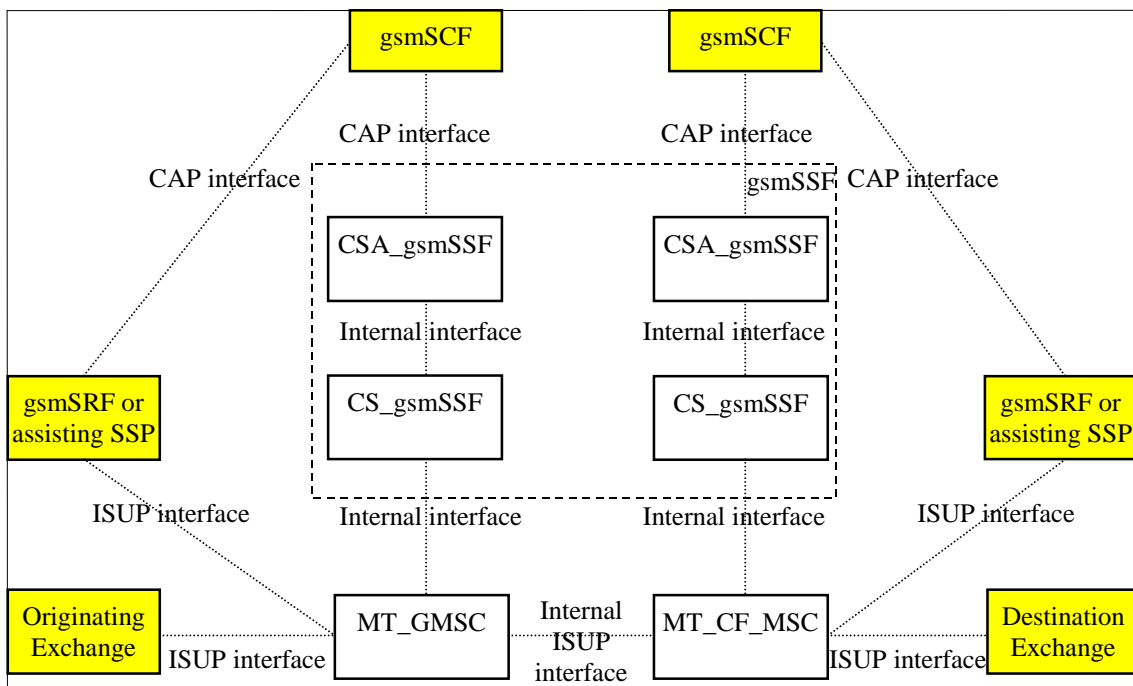 gsmSCF
gsmSCF
CAP interface
CAP interface
CAP interface
gsmSSF
CAP interface
CSA_gsmSSF
CSA_gsmSSF
Internal interface
Internal interface
gsmSRF or
assisting SSP
CS_gsmSSF
CS_gsmSSF
gsmSRF or
assisting SSP
ISUP interface
Internal interface
Internal interface
ISUP interface
Originating
Exchange
ISUP interface
MT_GMSC
Internal
ISUP
interface
MT_CF_MSC
ISUP interface
Destination
Exchange